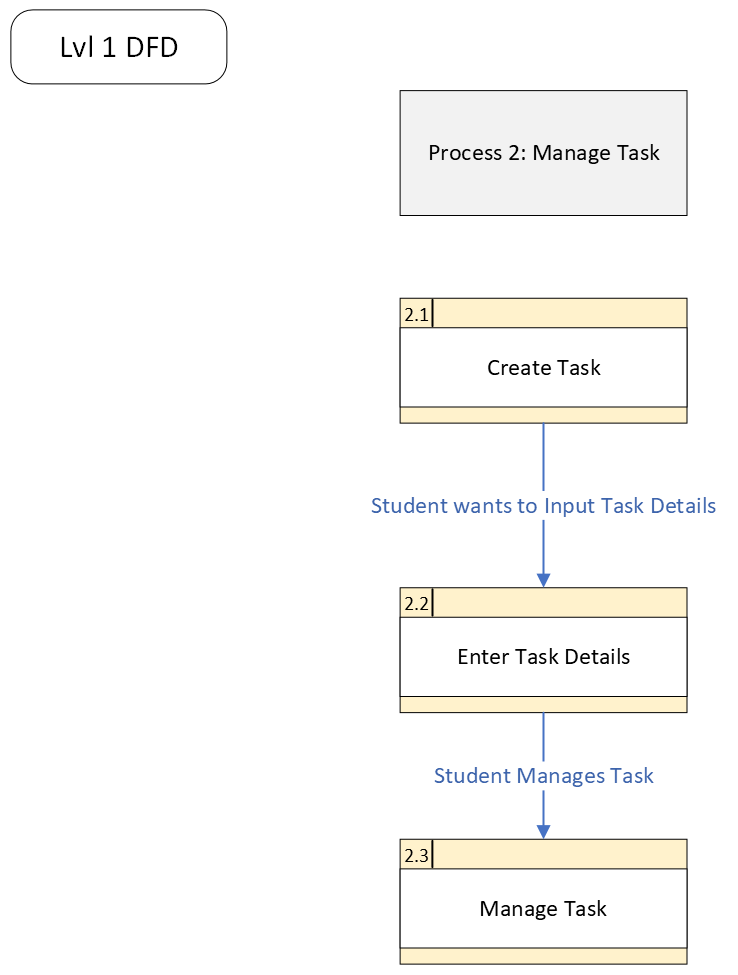 Lvl 1 DFD
Process 2: Manage Task
2.1
Create Task
Student wants to Input Task Details
2.2
Enter Task Details
Student Manages Task
2.3
Manage Task